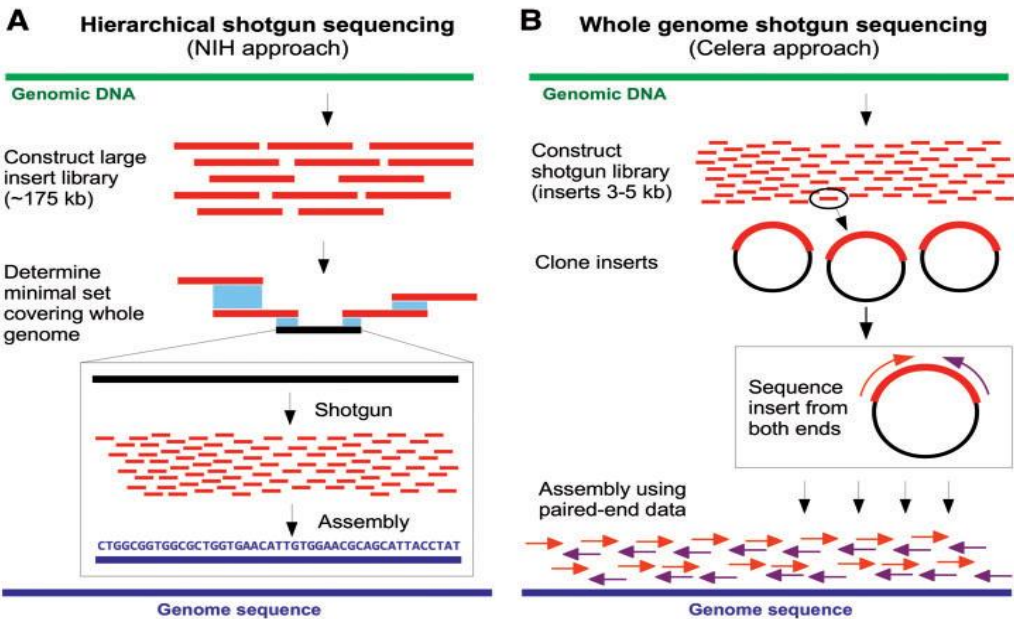 A
Hierarchical shotgun sequencing
(NIH approach)
Genomic DNA
Construct large
insert library
(~175 kb)
Determine
minimal set
covering whole
genome
Shotgun
Assembly
CTGGCGGTGGCGCTGGTGAACATTGTGGAACGCAGCATTACCTAT
Genome sequence
B
Whole genome shotgun sequencing
(Celera approach)
Genomic DNA
Construct
shotgun library
(inserts 3-5 kb)
Clone inserts
Sequence
insert from
both ends
Assembly using
paired-end data
Genome sequence